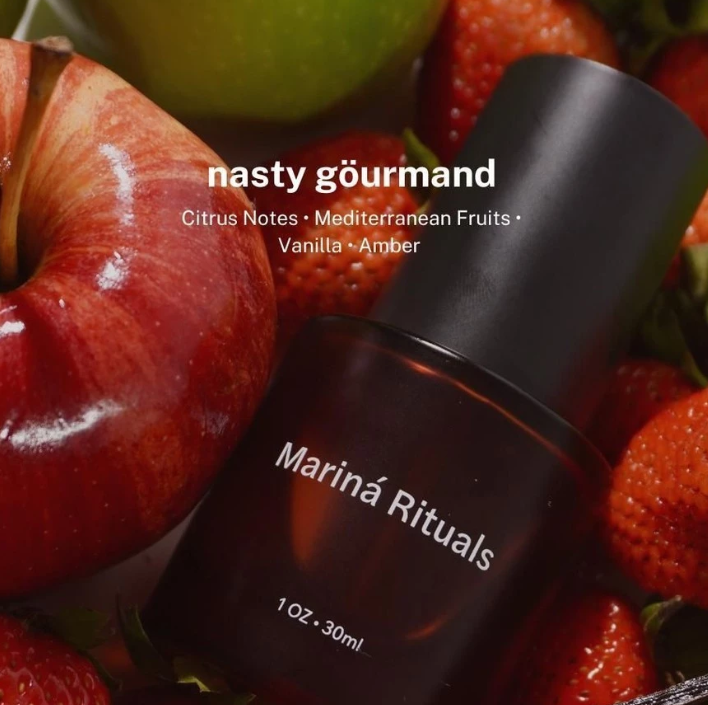 nasty göurmand
Citrus Notes • Mediterranean Fruits •
Vanilla • Amber
Mariná Rituals
1 OZ • 30ml